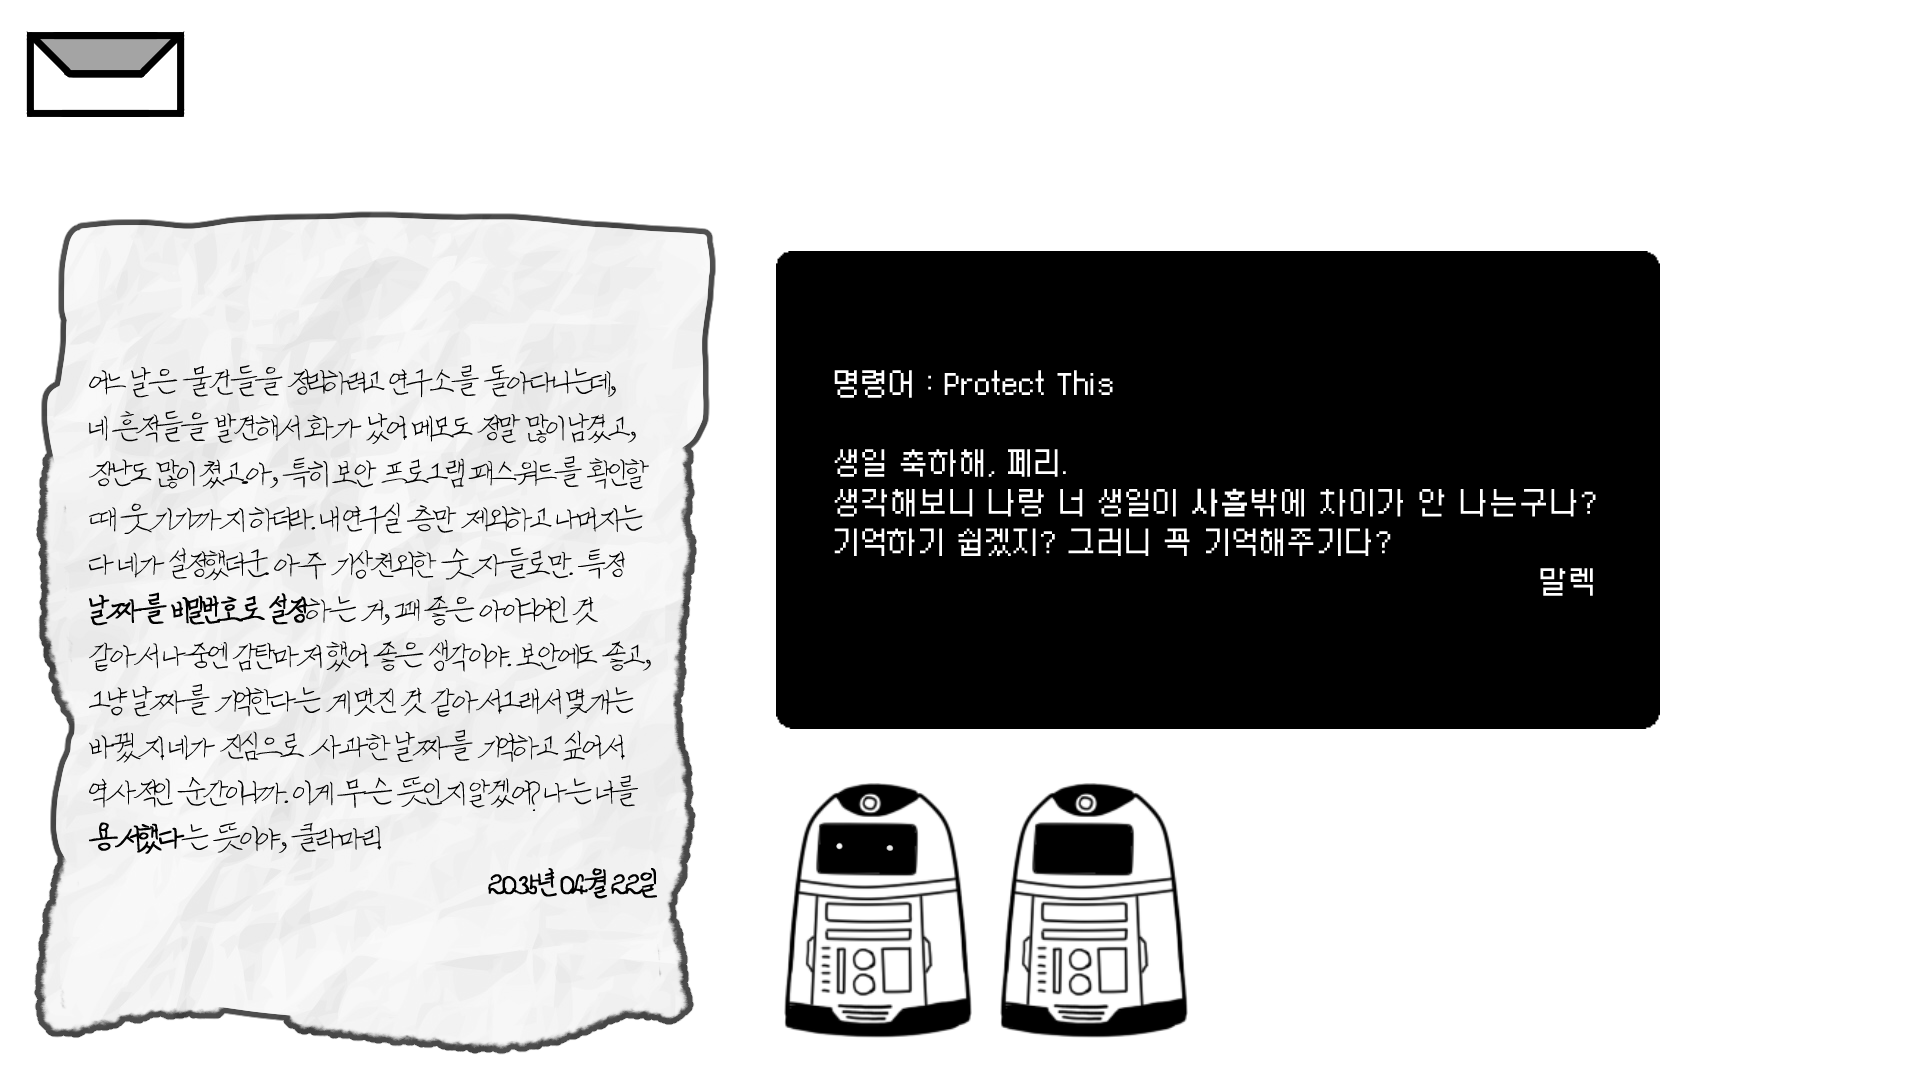 어느 날은 물건들을 정리하려고 연구소를 돌아다니는데,
네 흔적들을 발견해서 화가 났어 메모도 정말 많이 남겼고,
장난도 많이 쳤고.아, 특히 보안 프로그램 패스워드를 확인할
때 웃기기까지 하더라. 내 연구실 층만 제외하고 나머지는
다 네가 설정했더군. 아주 기상천외한 숫자들로만. 특정
날짜를 비밀번호로 설정하는 거, 꽤 좋은 아이디어인 것
같아서 나중엔 감탄마저 했어 좋은 생각이야. 보안에도 좋고,
그냥 날짜를 기억한다는 게 멋진 것 같아서.그래서 몇 개는
바꿨지.네가 진심으로 사과한 날짜를 기억하고 싶어서
역사적인 순간이니까. 이게 무슨 뜻인지 알겠어? 나는 너를
용서했다는 뜻이야, 클라마리
2035년 04월 22일
명령어 : Protect This
생일 축하해, 페리.
생각해보니 나랑 너 생일이 사흘밖에 차이가 안 나는구나?
기억하기 쉽겠지? 그러니 꼭 기억해주기다?
말렉